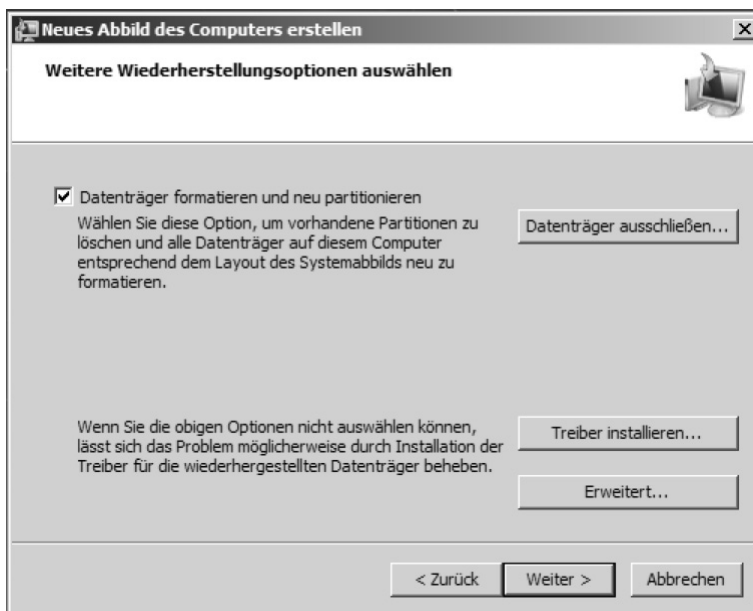 Neues Abbild des Computers erstellen
Weitere Wiederherstellungsoptionen auswählen
Datenträger formatieren und neu partitionieren
Wählen Sie diese Option, um vorhandene Partitionen zu
löschen und alle Datenträger auf diesem Computer
entsprechend dem Layout des Systemabbilds neu zu
formatieren.
Datenträger ausschließen...
Wenn Sie die obigen Optionen nicht auswählen können,
lässt sich das Problem möglicherweise durch Installation der
Treiber für die wiederhergestellten Datenträger beheben.
Treiber installieren...
Erweitert...
< Zurück
Weiter >
Abbrechen